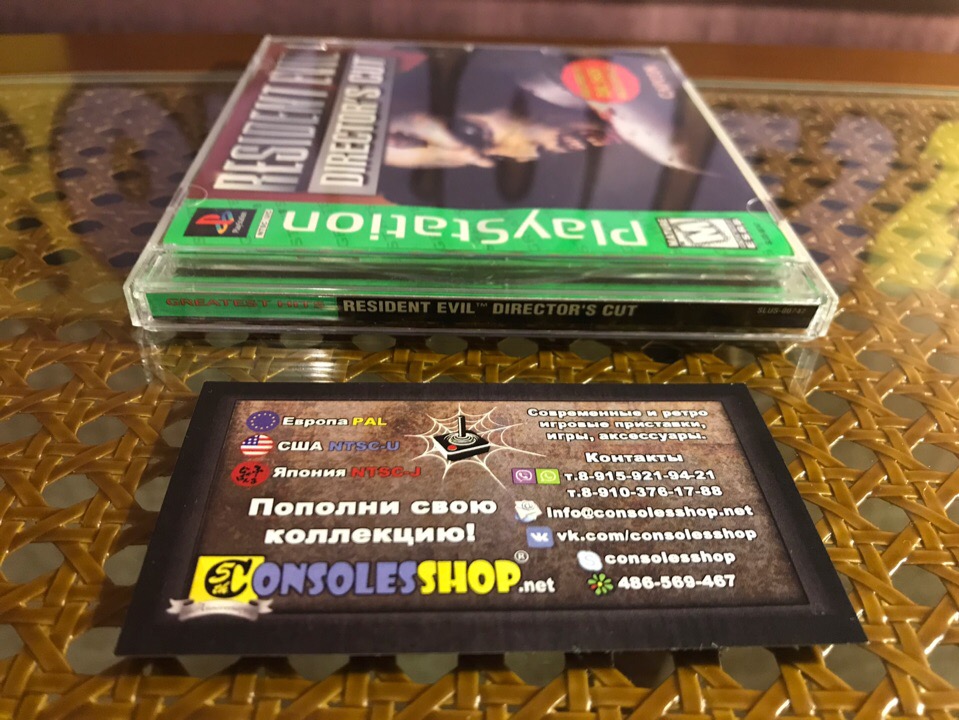 RESIDENT EVIL
DIRECTOR'S CUT
PlayStation
GREATEST HITS RESIDENT EVIL™ DIRECTOR'S CUT SLUS-00747
Европа PAL
США NTSC-U
Япония NTSC-J
Пополни свою
коллекцию!
CONSOLESSHOP®.net
Современные и ретро
игровые приставки,
игры, аксессуары.
Контакты
т.8-915-921-94-21
т.8-910-376-17-88
info@consolesshop.net
vk.com/consolesshop
consolesshop
486-569-467